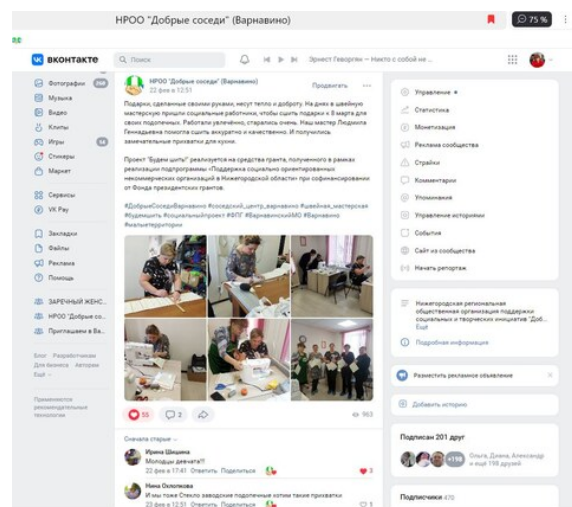 НРОО "Добрые соседи" (Варнавино)
75 %
вконтакте
Поиск
Эрнест Геворгян — Никто с собой не ...
Фотографии
Музыка
Видео
Клипы
Игры
Стикеры
Маркет
Сервисы
VK Pay
Закладки
Файлы
Реклама
Помощь
ЗАРЕЧНЫЙ ЖЕНС...
НРОО "Добрые со...
Приглашаем в Ва...
Блог Разработчикам
Для бизнеса Авторам
Ещё
Применяются
рекомендательные
технологии
НРОО "Добрые соседи" (Варнавино)
22 фев в 12:51
Продвигать
Подарки, сделанные своими руками, несут тепло и доброту. На днях в швейную
мастерскую пришли социальные работники, чтобы сшить подарки к 8 марта для
своих подопечных. Работали увлечённо, старались очень. Наш мастер Людмила
Геннадьевна помогла сшить аккуратно и качественно. И получились
замечательные прихватки для кухни.
Проект "Будем шить!" реализуется на средства гранта, полученного в рамках
реализации подпрограммы «Поддержка социально ориентированных
некоммерческих организаций в Нижегородской области» при софинансировании
от Фонда президентских грантов.
#ДобрыеСоседиВарнавино #соседский_центр_варнавино #швейная_мастерская
#будемшить #социальныйпроект #ФПГ #ВарнавинскийМО #Варнавино
#малыетерритории
55
3
963
Сначала старые
Ирина Шишина
Молодцы девчата!!!
22 фев в 17:41 Ответить Поделиться
3
Нина Охлопкова
И мы тоже Стекло заводские подопечные хотим такие прихватки
23 фев в 12:51 Ответить Поделиться
1
Управление
Статистика
Монетизация
Реклама сообщества
Страйки
Комментарии
Упоминания
Управление историями
События
Сайт из сообщества
Начать репортаж
Нижегородская региональная
общественная организация поддержки
социальных и творческих инициатив "Доб...
Ещё
Подробная информация
Разместить рекламное объявление
Добавить историю
Подписан 201 друг
+198
Ольга, Диана, Александр
и ещё 198 друзей
Подписчики 420